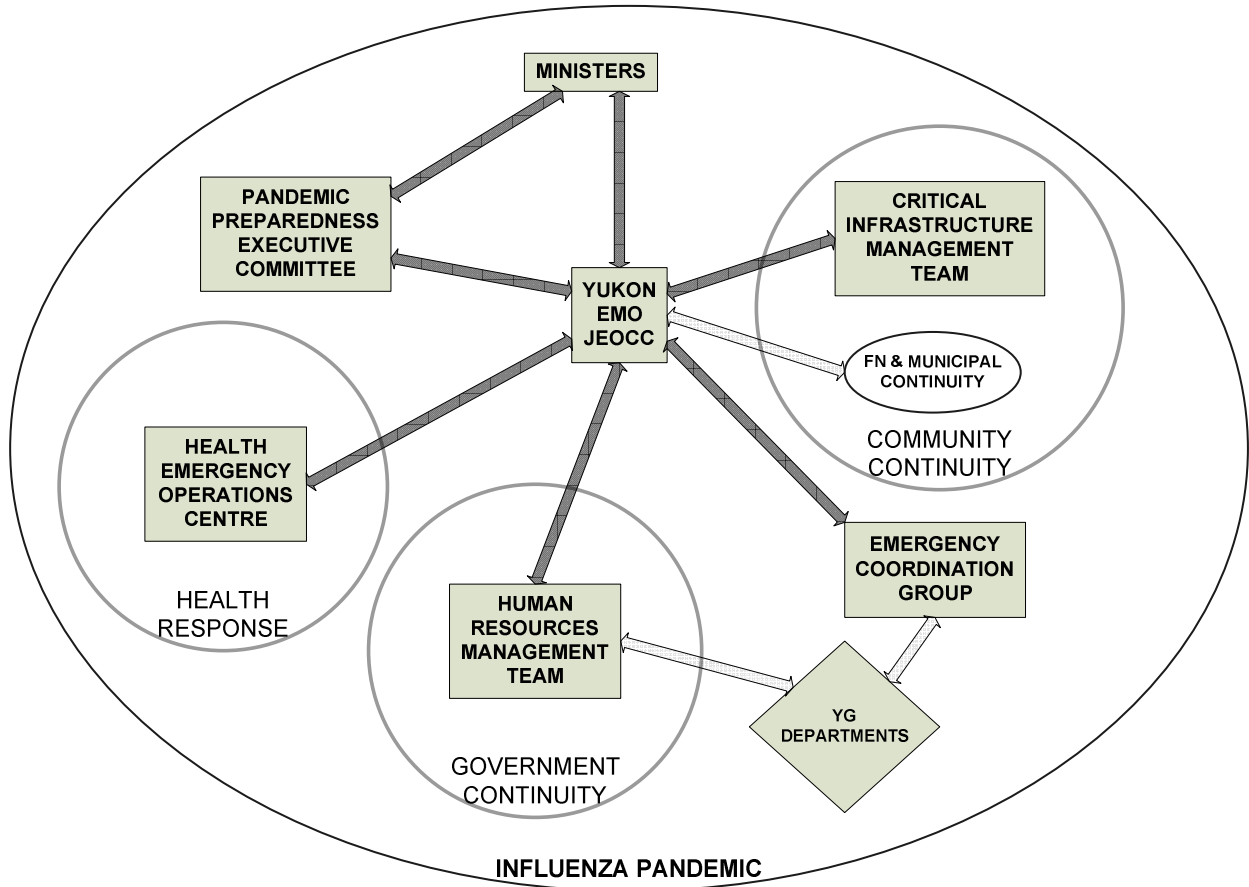 MINISTERS
PANDEMIC
PREPAREDNESS
EXECUTIVE
COMMITTEE
CRITICAL
INFRASTRUCTURE
MANAGEMENT
TEAM
YUKON
EMO
JEOCC
FN & MUNICIPAL
CONTINUITY
COMMUNITY
CONTINUITY
HEALTH
EMERGENCY
OPERATIONS
CENTRE
HEALTH
RESPONSE
EMERGENCY
COORDINATION
GROUP
HUMAN
RESOURCES
MANAGEMENT
TEAM
YG
DEPARTMENTS
GOVERNMENT
CONTINUITY
INFLUENZA PANDEMIC